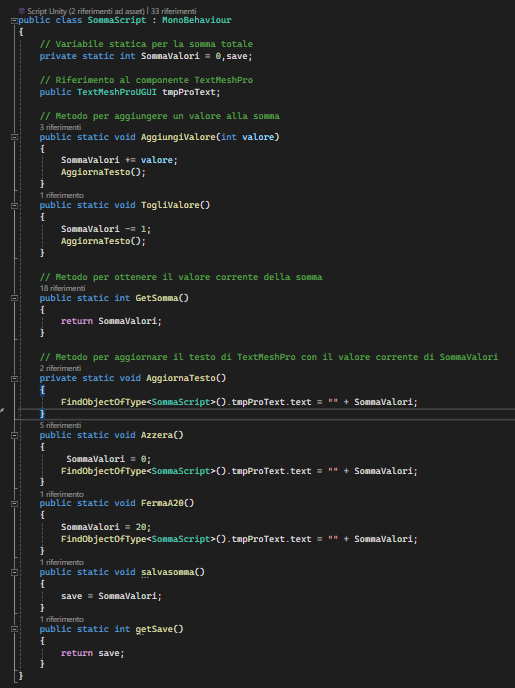 Script Unity (2 riferimenti ad asset) | 33 riferimenti
public class SommaScript : MonoBehaviour
{
// Variabile statica per la somma totale
private static int SommaValori = 0,save;
// Riferimento al componente TextMeshPro
public TextMeshProUGUI tmpProText;
// Metodo per aggiungere un valore alla somma
3 riferimenti
public static void AggiungiValore(int valore)
{
SommaValori += valore;
AggiornaTesto();
}
1 riferimento
public static void TogliValore()
{
SommaValori -= 1;
AggiornaTesto();
}
// Metodo per ottenere il valore corrente della somma
18 riferimenti
public static int GetSomma()
{
return SommaValori;
}
// Metodo per aggiornare il testo di TextMeshPro con il valore corrente di SommaValori
2 riferimenti
private static void AggiornaTesto()
{
FindObjectOfType<SommaScript>().tmpProText.text = "" + SommaValori;
}
5 riferimenti
public static void Azzera()
{
SommaValori = 0;
FindObjectOfType<SommaScript>().tmpProText.text = "" + SommaValori;
}
1 riferimento
public static void FermaA20()
{
SommaValori = 20;
FindObjectOfType<SommaScript>().tmpProText.text = "" + SommaValori;
}
1 riferimento
public static void salvasomma()
{
save = SommaValori;
}
1 riferimento
public static int getSave()
{
return save;
}
}